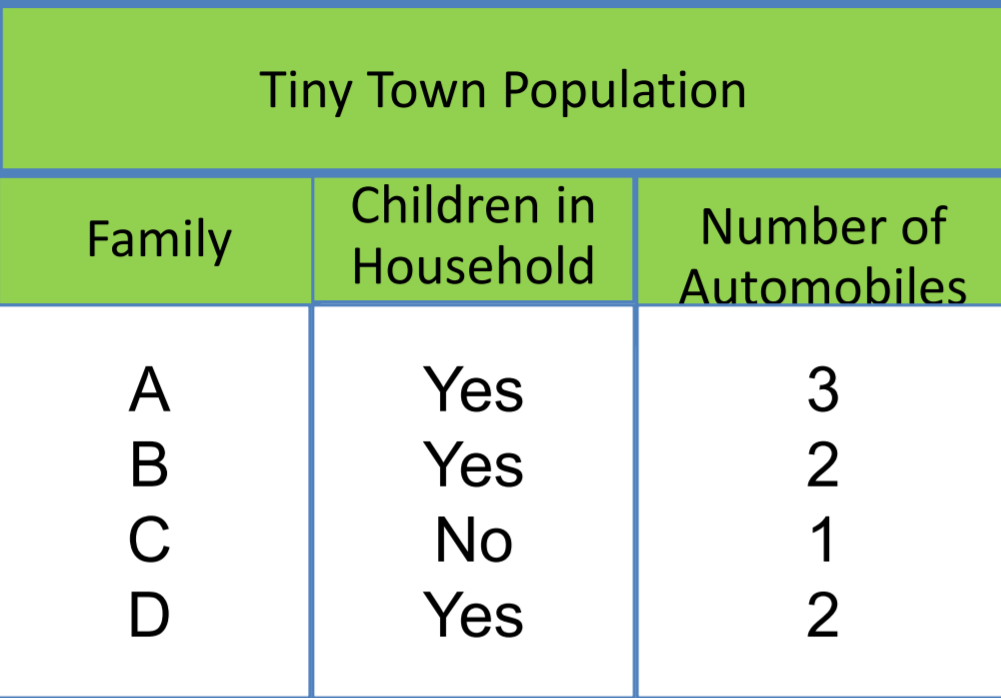 Tiny Town Population
Family
Children in
Household
Number of
Automobiles
A Yes 3
B Yes 2
C No 1
D Yes 2